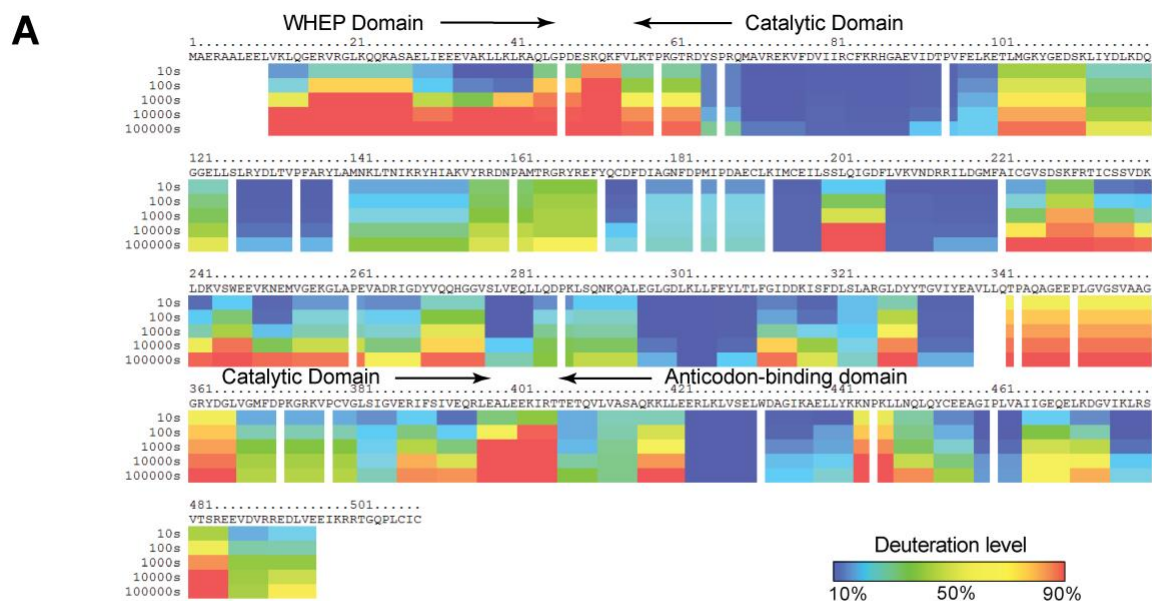 A
WHEP Domain Catalytic Domain
1...................21..................41..................61..................81..................101.................
MAERAALEELVKLQGERVRGLKQQKASAELIEEEVAKLLKLKAQLGPDESKQKFVLKTPKGTRDYSPRQMAVREKVFDVIIRCFKRHGAEVIDTPVFELKETLMGKYGEDSKLIYDLKDQ
10s
100s
1000s
10000s
100000s
121.................141.................161.................181.................201.................221.................
GGELLSLRYDLTVPFARYLAMNKLTNIKRYHIAKVYRRDNPAMTRGRYREFYQCDFDIAGNFDPMIPDAECLKIMCEILSSLQIGDFLVKVNDRRILDGMFAICGVSDSKFRTICSSVDK
10s
100s
1000s
10000s
100000s
241.................261.................281.................301.................321.................341.................
LDKVSWEEVKNEMVGEKGLAPEVADRIGDYVQQHGGVSLVEQLLQDPKLSQNKQALEGLGDLKLLFEYLTLFGIDDKISFDLSLARGLDYYTGVIYEAVLLQTPAQAGEEPLGVGSVAAG
10s
100s
1000s
10000s
100000s
Catalytic Domain Anticodon-binding domain
361.................381.................401.................421.................441.................461.................
GRYDGLVGMFDPKGRKVPCVGLSIGVERIFSIVEQRLEALEEKIRTTETQVLVASAQKKLLEERLKLVSELWDAGIKAELLYKKNPKLLNQLQYCEEAGIPLVAIIGEQELKDGVIKLRS
10s
100s
1000s
10000s
100000s
481.................501......
VTSREEVDVRREDLVEEIKRRTGQPLCIC
10s
100s
1000s
10000s
100000s
Deuteration level
10% 50% 90%